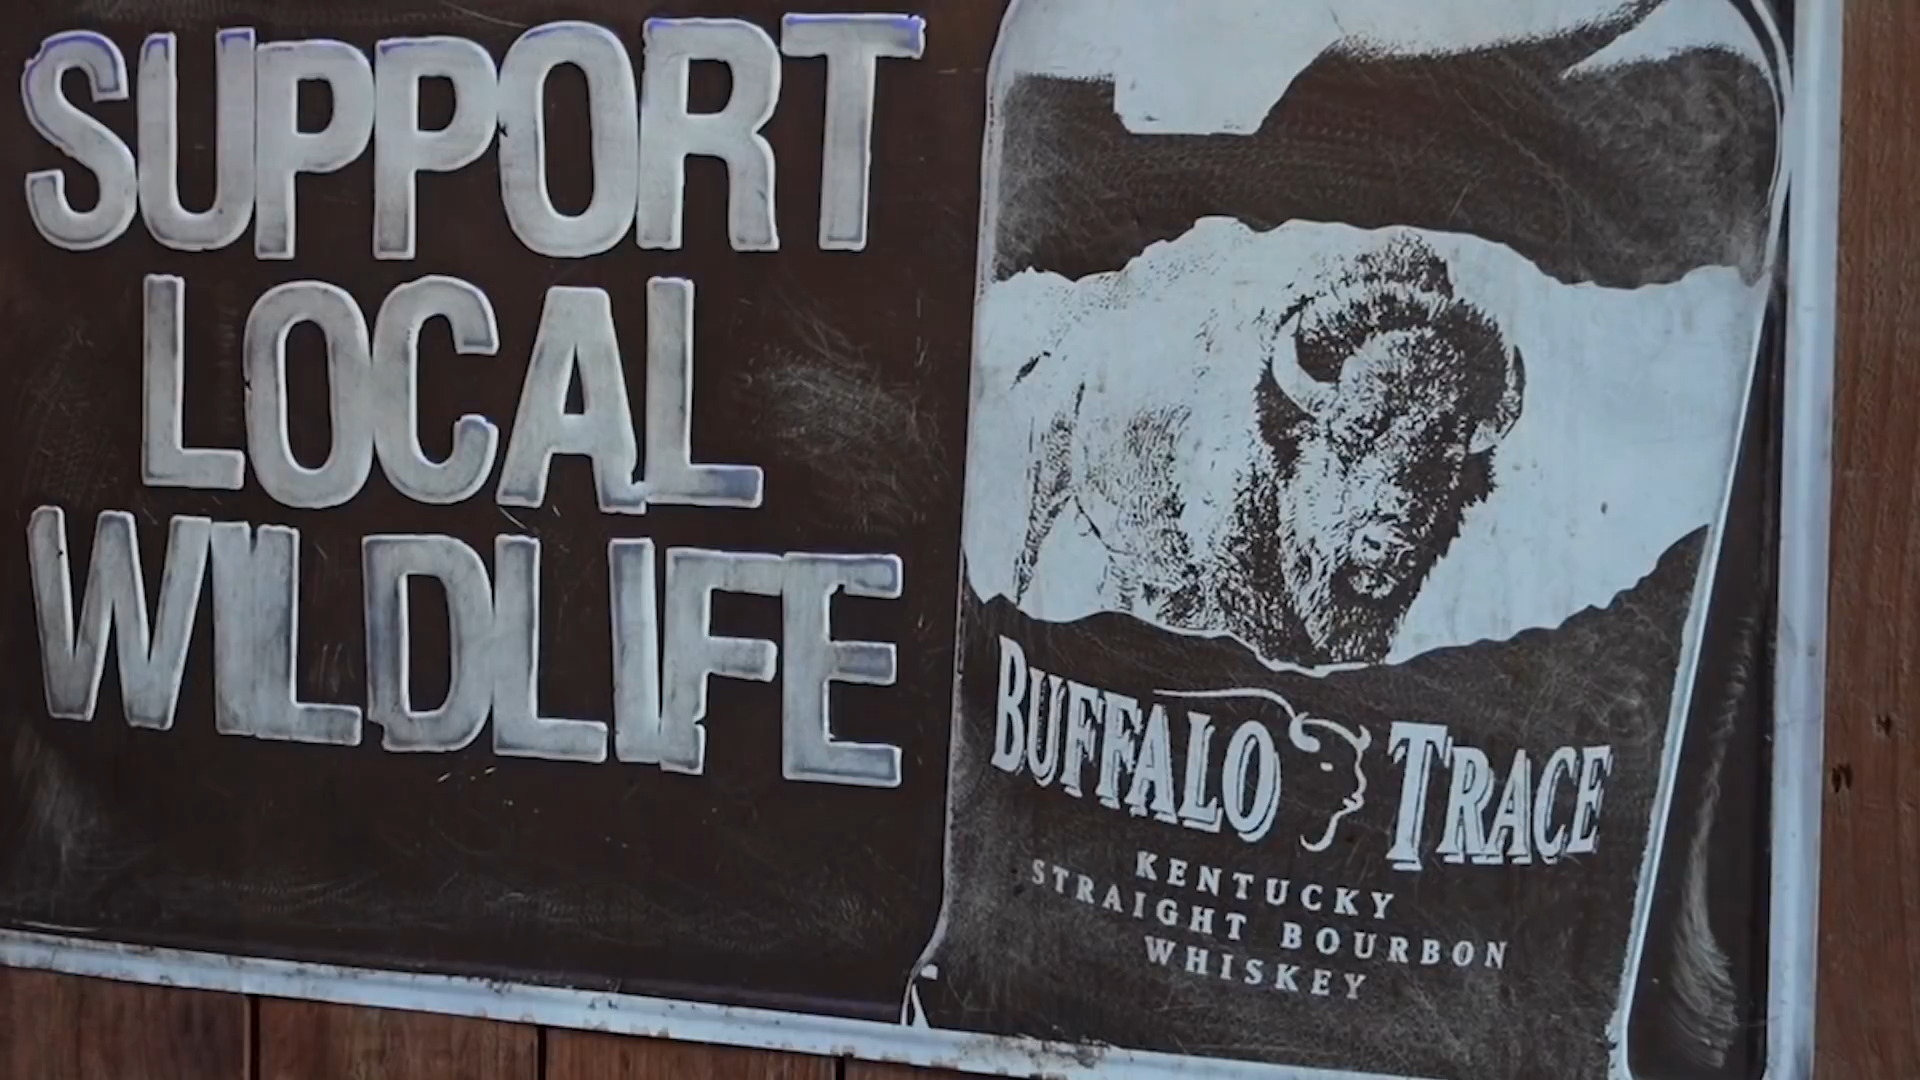 SUPPORT
LOCAL
WILDLIFE
BUFFALO TRACE
KENTUCKY
STRAIGHT BOURBON
WHISKEY